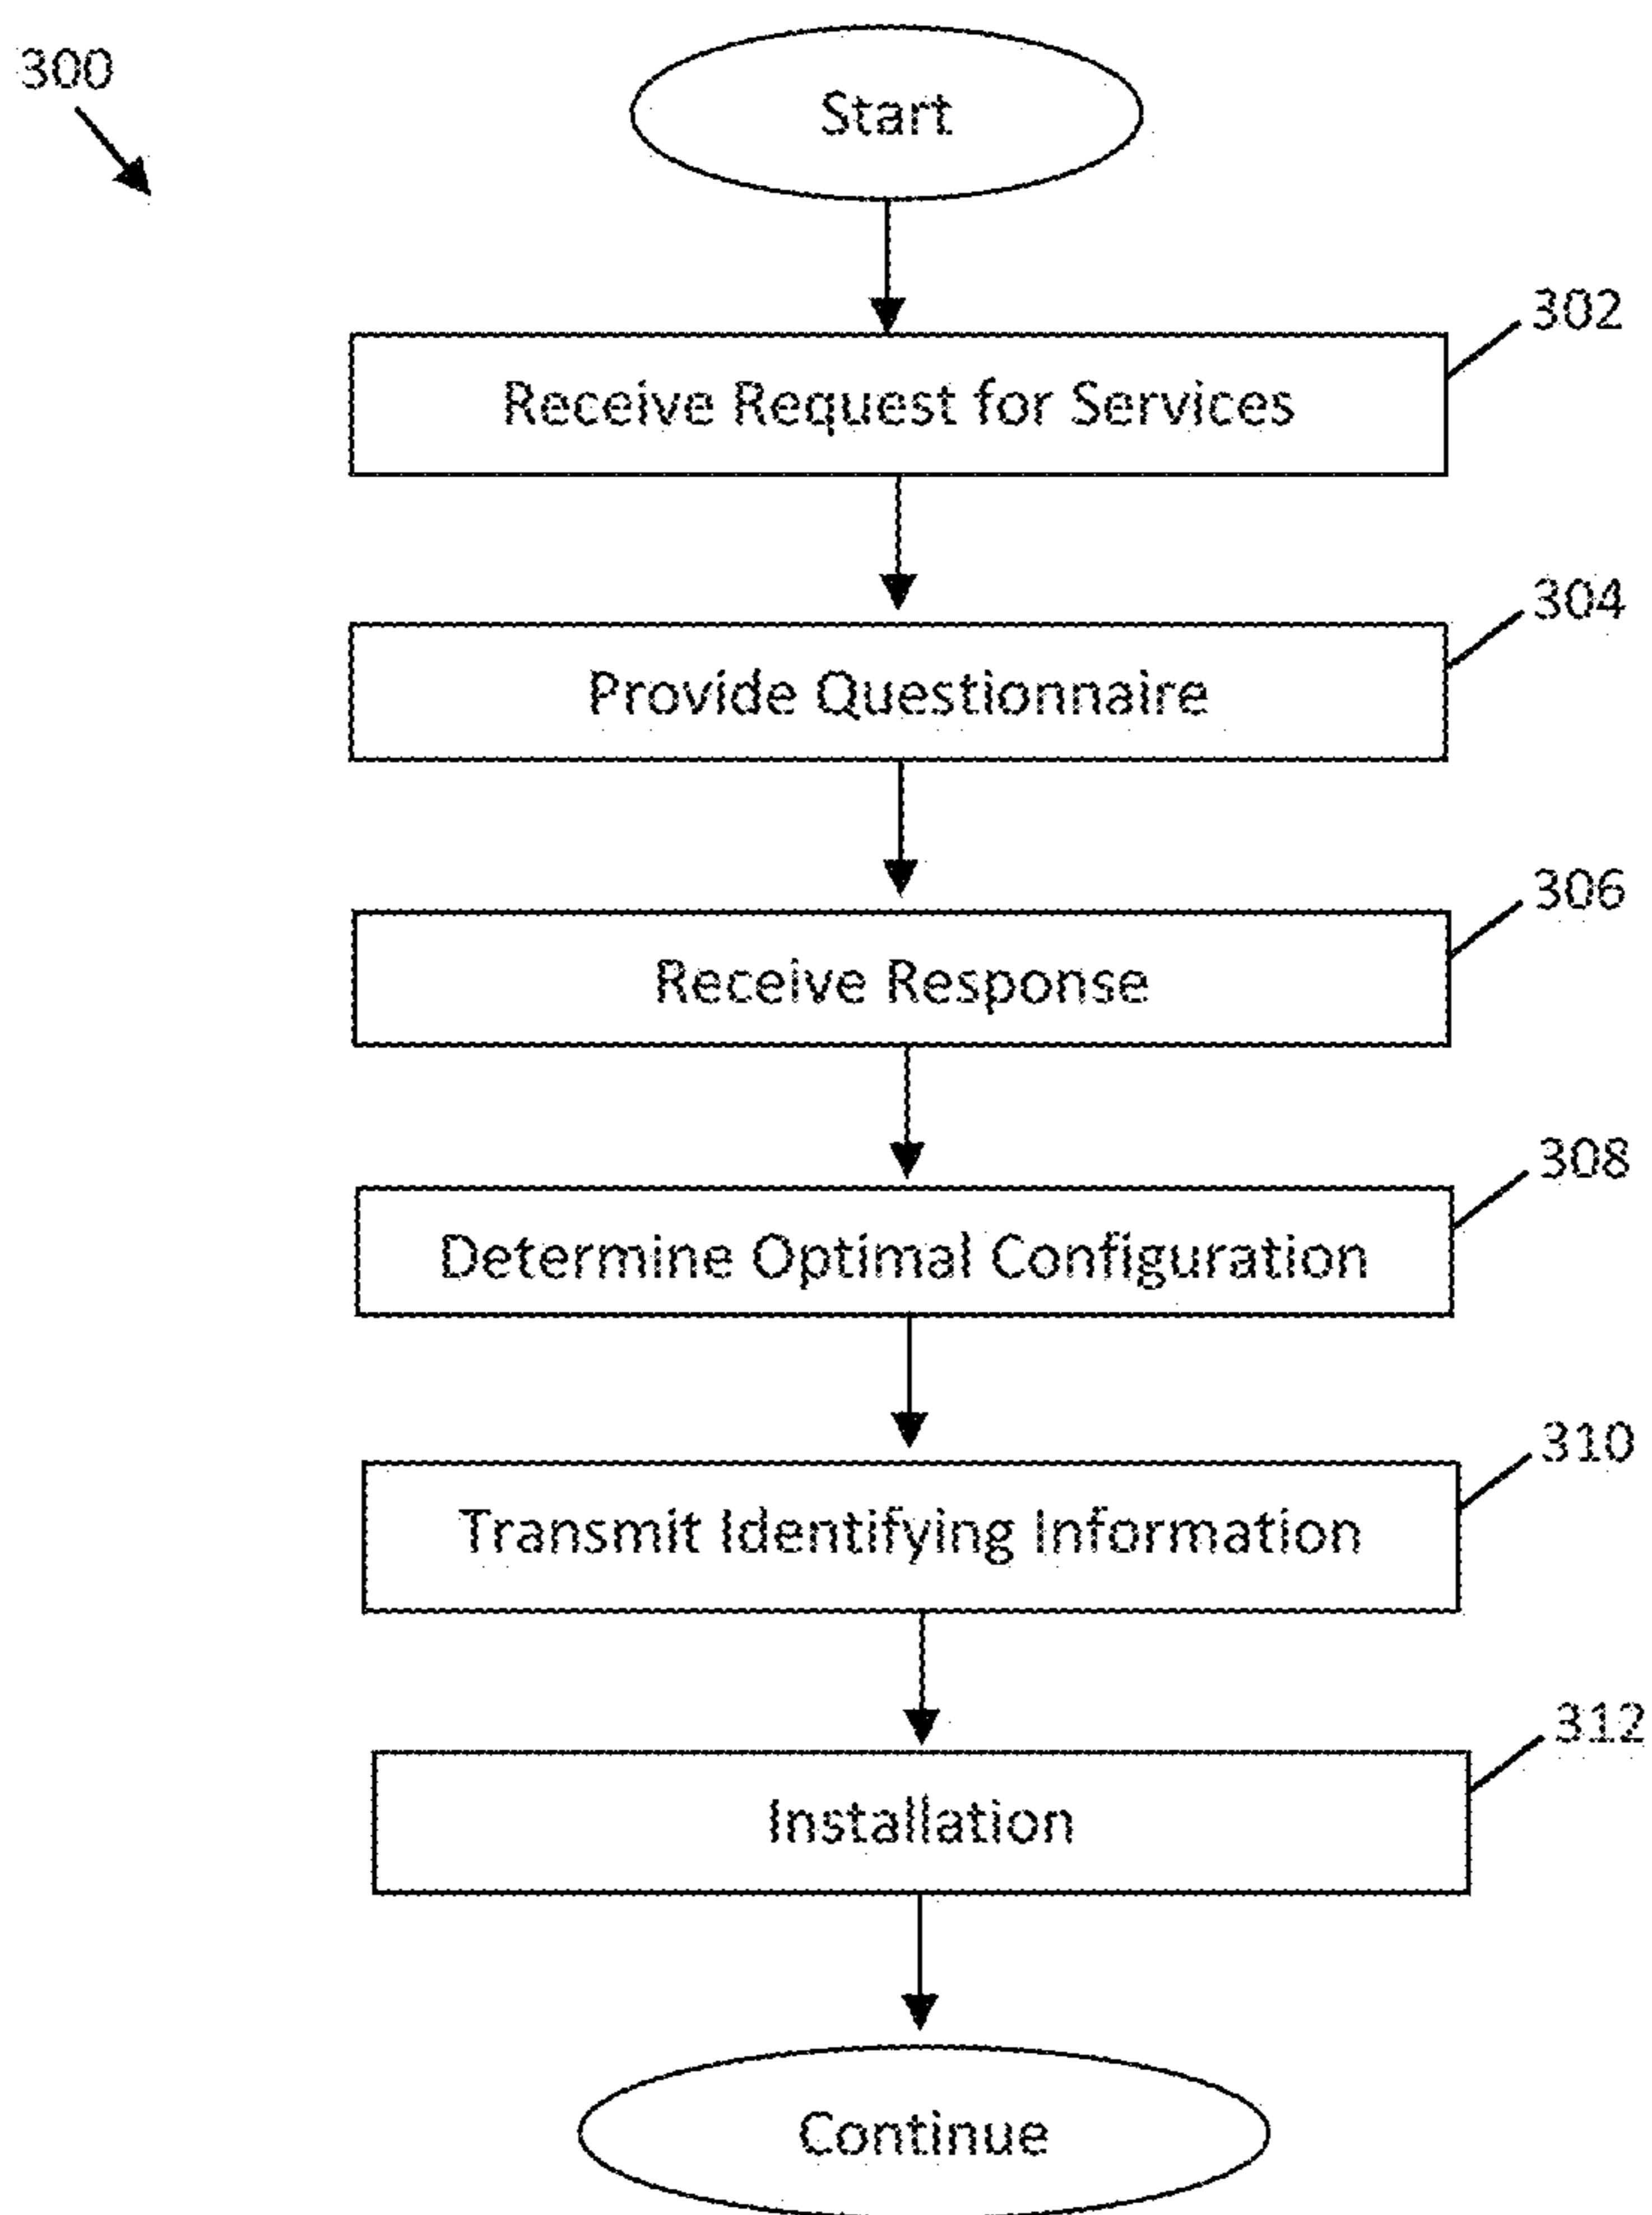 300
Start
302
Receive Request for Services
304
Provide Questionnaire
306
Receive Response
308
Determine Optimal Configuration
310
Transmit Identifying Information
312
Installation
Continue